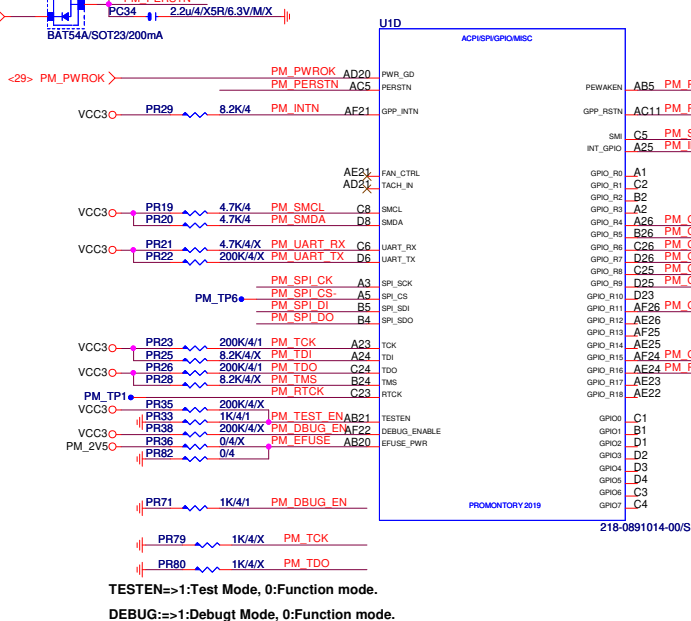 PM_PERSTN
PC34 2.2u/4/X5R/6.3V/M/X
BAT54A/SOT23/200mA
U1D
ACPI/SPI/GPIO/MISC
<29> PM_PWROK PM_PWROK AD20 PWR_GD
PM_PERSTN AC5 PERSTN PEWAKEN AB5
VCC3 PR29 8.2K/4 PM_INTN AF21 GPP_INTN GPP_RSTN AC11
SMI C5
INT_GPIO A25
AE21 FAN_CTRL GPIO_R0 A1
AD21 TACH_IN GPIO_R1 C2
GPIO_R2 B2
VCC3 PR19 4.7K/4 PM_SMCL C8 SMCL GPIO_R3 A2
PR20 4.7K/4 PM_SMDA D8 SMDA GPIO_R4 A26
GPIO_R5 B26
VCC3 PR21 4.7K/4/X PM_UART_RX C6 UART_RX GPIO_R6 C26
PR22 200K/4/X PM_UART_TX D6 UART_TX GPIO_R7 D26
GPIO_R8 C25
PM_SPI_CK A3 SPI_SCK GPIO_R9 D25
PM_TP6 PM_SPI_CS- A5 SPI_CS GPIO_R10 D23
PM_SPI_DI B5 SPI_SDI GPIO_R11 AF26
PM_SPI_DO B4 SPI_SDO GPIO_R12 AE26
GPIO_R13 AF25
VCC3 PR23 200K/4/1 PM_TCK A23 TCK GPIO_R14 AE25
PR25 8.2K/4/X PM_TDI A24 TDI GPIO_R15 AF24
VCC3 PR26 200K/4/1 PM_TDO C24 TDO GPIO_R16 AE24
PR28 8.2K/4/X PM_TMS B24 TMS GPIO_R17 AE23
PM_TP1 PM_RTCK C23 RTCK GPIO_R18 AE22
VCC3 PR35 200K/4/X
PR33 1K/4/1 PM_TEST_EN AB21 TESTEN GPIO0 C1
VCC3 PR38 200K/4/X PM_DBUG_EN AF22 DEBUG_ENABLE GPIO1 B1
PM_2V5 PR36 0/4/X PM_EFUSE AB20 EFUSE_PWR GPIO2 D1
PR82 0/4 GPIO3 D2
GPIO4 D3
GPIO5 D4
GPIO6 C3
PR71 1K/4/1 PM_DBUG_EN PROMONTORY 2019 GPIO7 C4
218-0891014-00/S
PR79 1K/4/X PM_TCK
PR80 1K/4/X PM_TDO
TESTEN=>1:Test Mode, 0:Function mode.
DEBUG:=>1:Debugt Mode, 0:Function mode.